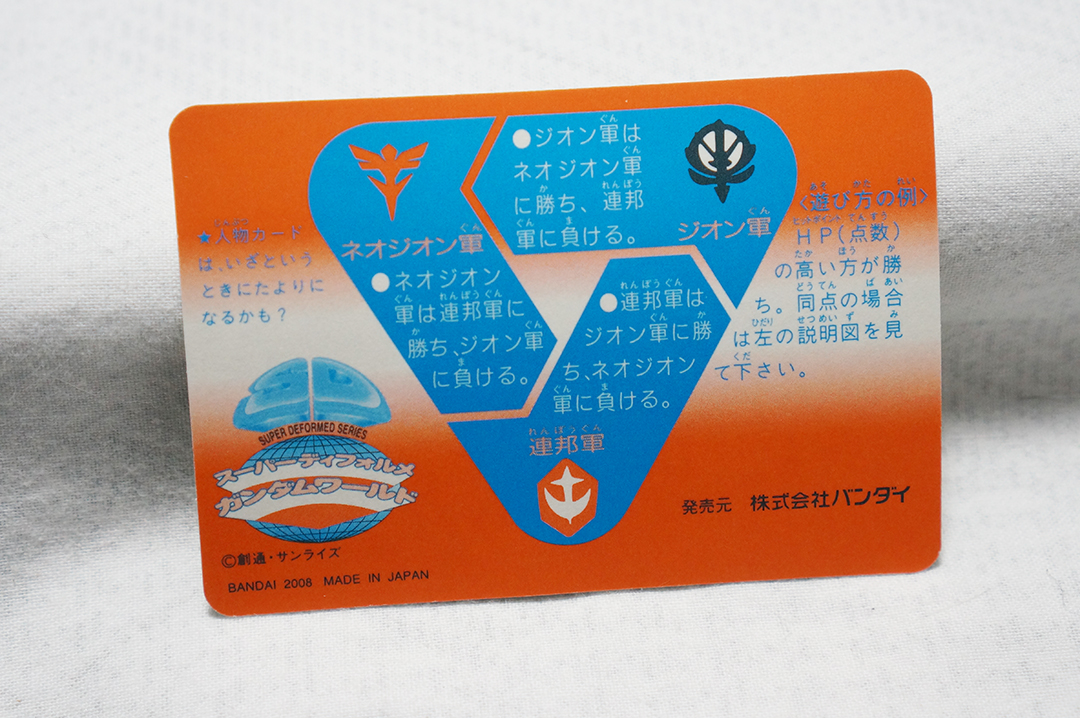 ●ジオン軍は
ネオジオン軍
に勝ち、連邦
軍に負ける。
ジオン軍
ネオジオン軍
●ネオジオン
軍は連邦軍に
勝ち、ジオン軍
に負ける。
●連邦軍は
ジオン軍に勝
ち、ネオジオン
軍に負ける。
連邦軍
★人物カード
は、いざという
ときにたよりに
なるかも?
<遊び方の例>
HP(点数)
の高い方が勝
ち。同点の場合
は左の説明図を見
て下さい。
SUPER DEFORMED SERIES
スーパーディフォルメ
ガンダムワールド
©創通・サンライズ
BANDAI 2008 MADE IN JAPAN
発売元 株式会社バンダイ